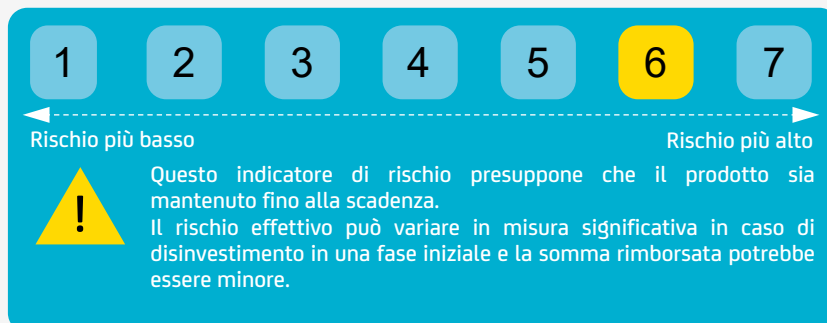 1 2 3 4 5 6 7
Rischio più basso Rischio più alto
! Questo indicatore di rischio presuppone che il prodotto sia
mantenuto fino alla scadenza.
Il rischio effettivo può variare in misura significativa in caso di
disinvestimento in una fase iniziale e la somma rimborsata potrebbe
essere minore.